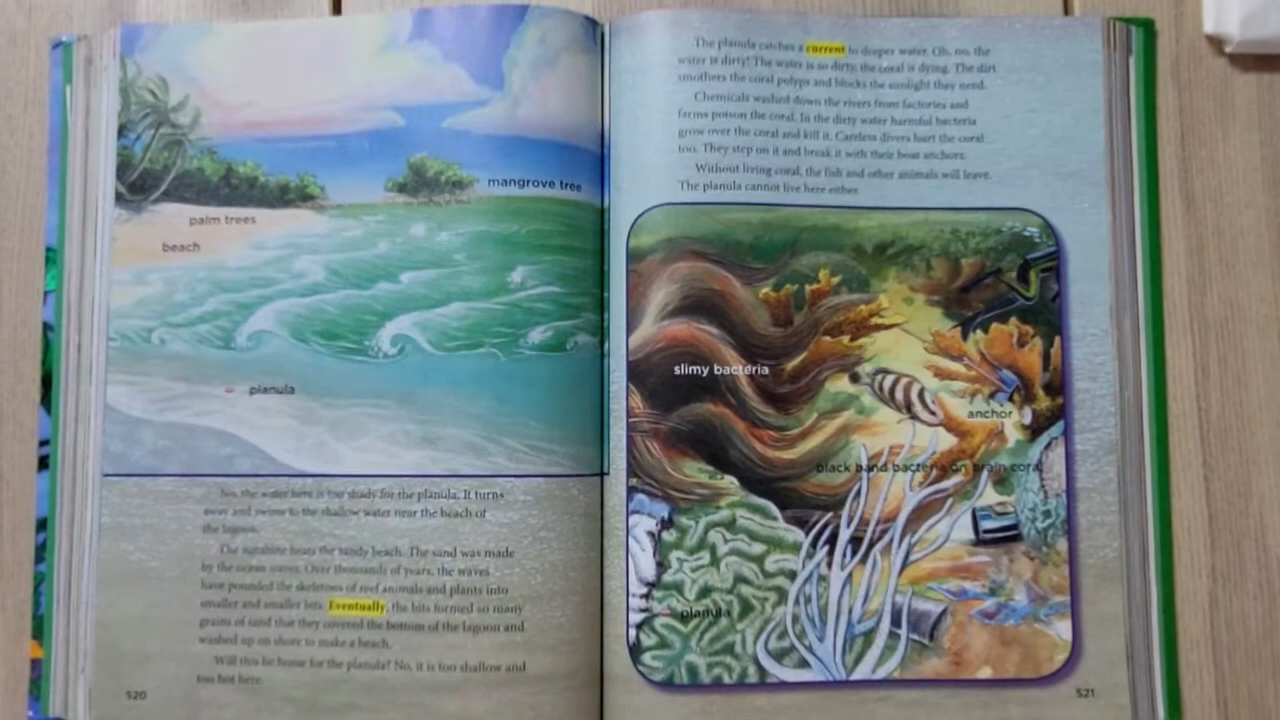 mangrove tree
palm trees
beach
planula
No, the water here is too shady for the planula. It turns
away and swims to the shallow water near the beach of
the lagoon.
The sunshine heats the sandy beach. The sand was made
by the ocean waves. Over thousands of years, the waves
have pounded the skeletons of reef animals and plants into
smaller and smaller bits. Eventually, the bits formed so many
grains of sand that they covered the bottom of the lagoon and
washed up on shore to make a beach.
Will this be home for the planula? No, it is too shallow and
too hot here.
520
The planula catches a current to deeper water. Oh, no, the
water is dirty! The water is so dirty, the coral is dying. The dirt
smothers the coral polyps and blocks the sunlight they need.
Chemicals washed down the rivers from factories and
farms poison the coral. In the dirty water harmful bacteria
grow over the coral and kill it. Careless divers hurt the coral
too. They step on it and break it with their boat anchors.
Without living coral, the fish and other animals will leave.
The planula cannot live here either.
slimy bacteria
anchor
black band bacteria on brain coral
planula
521